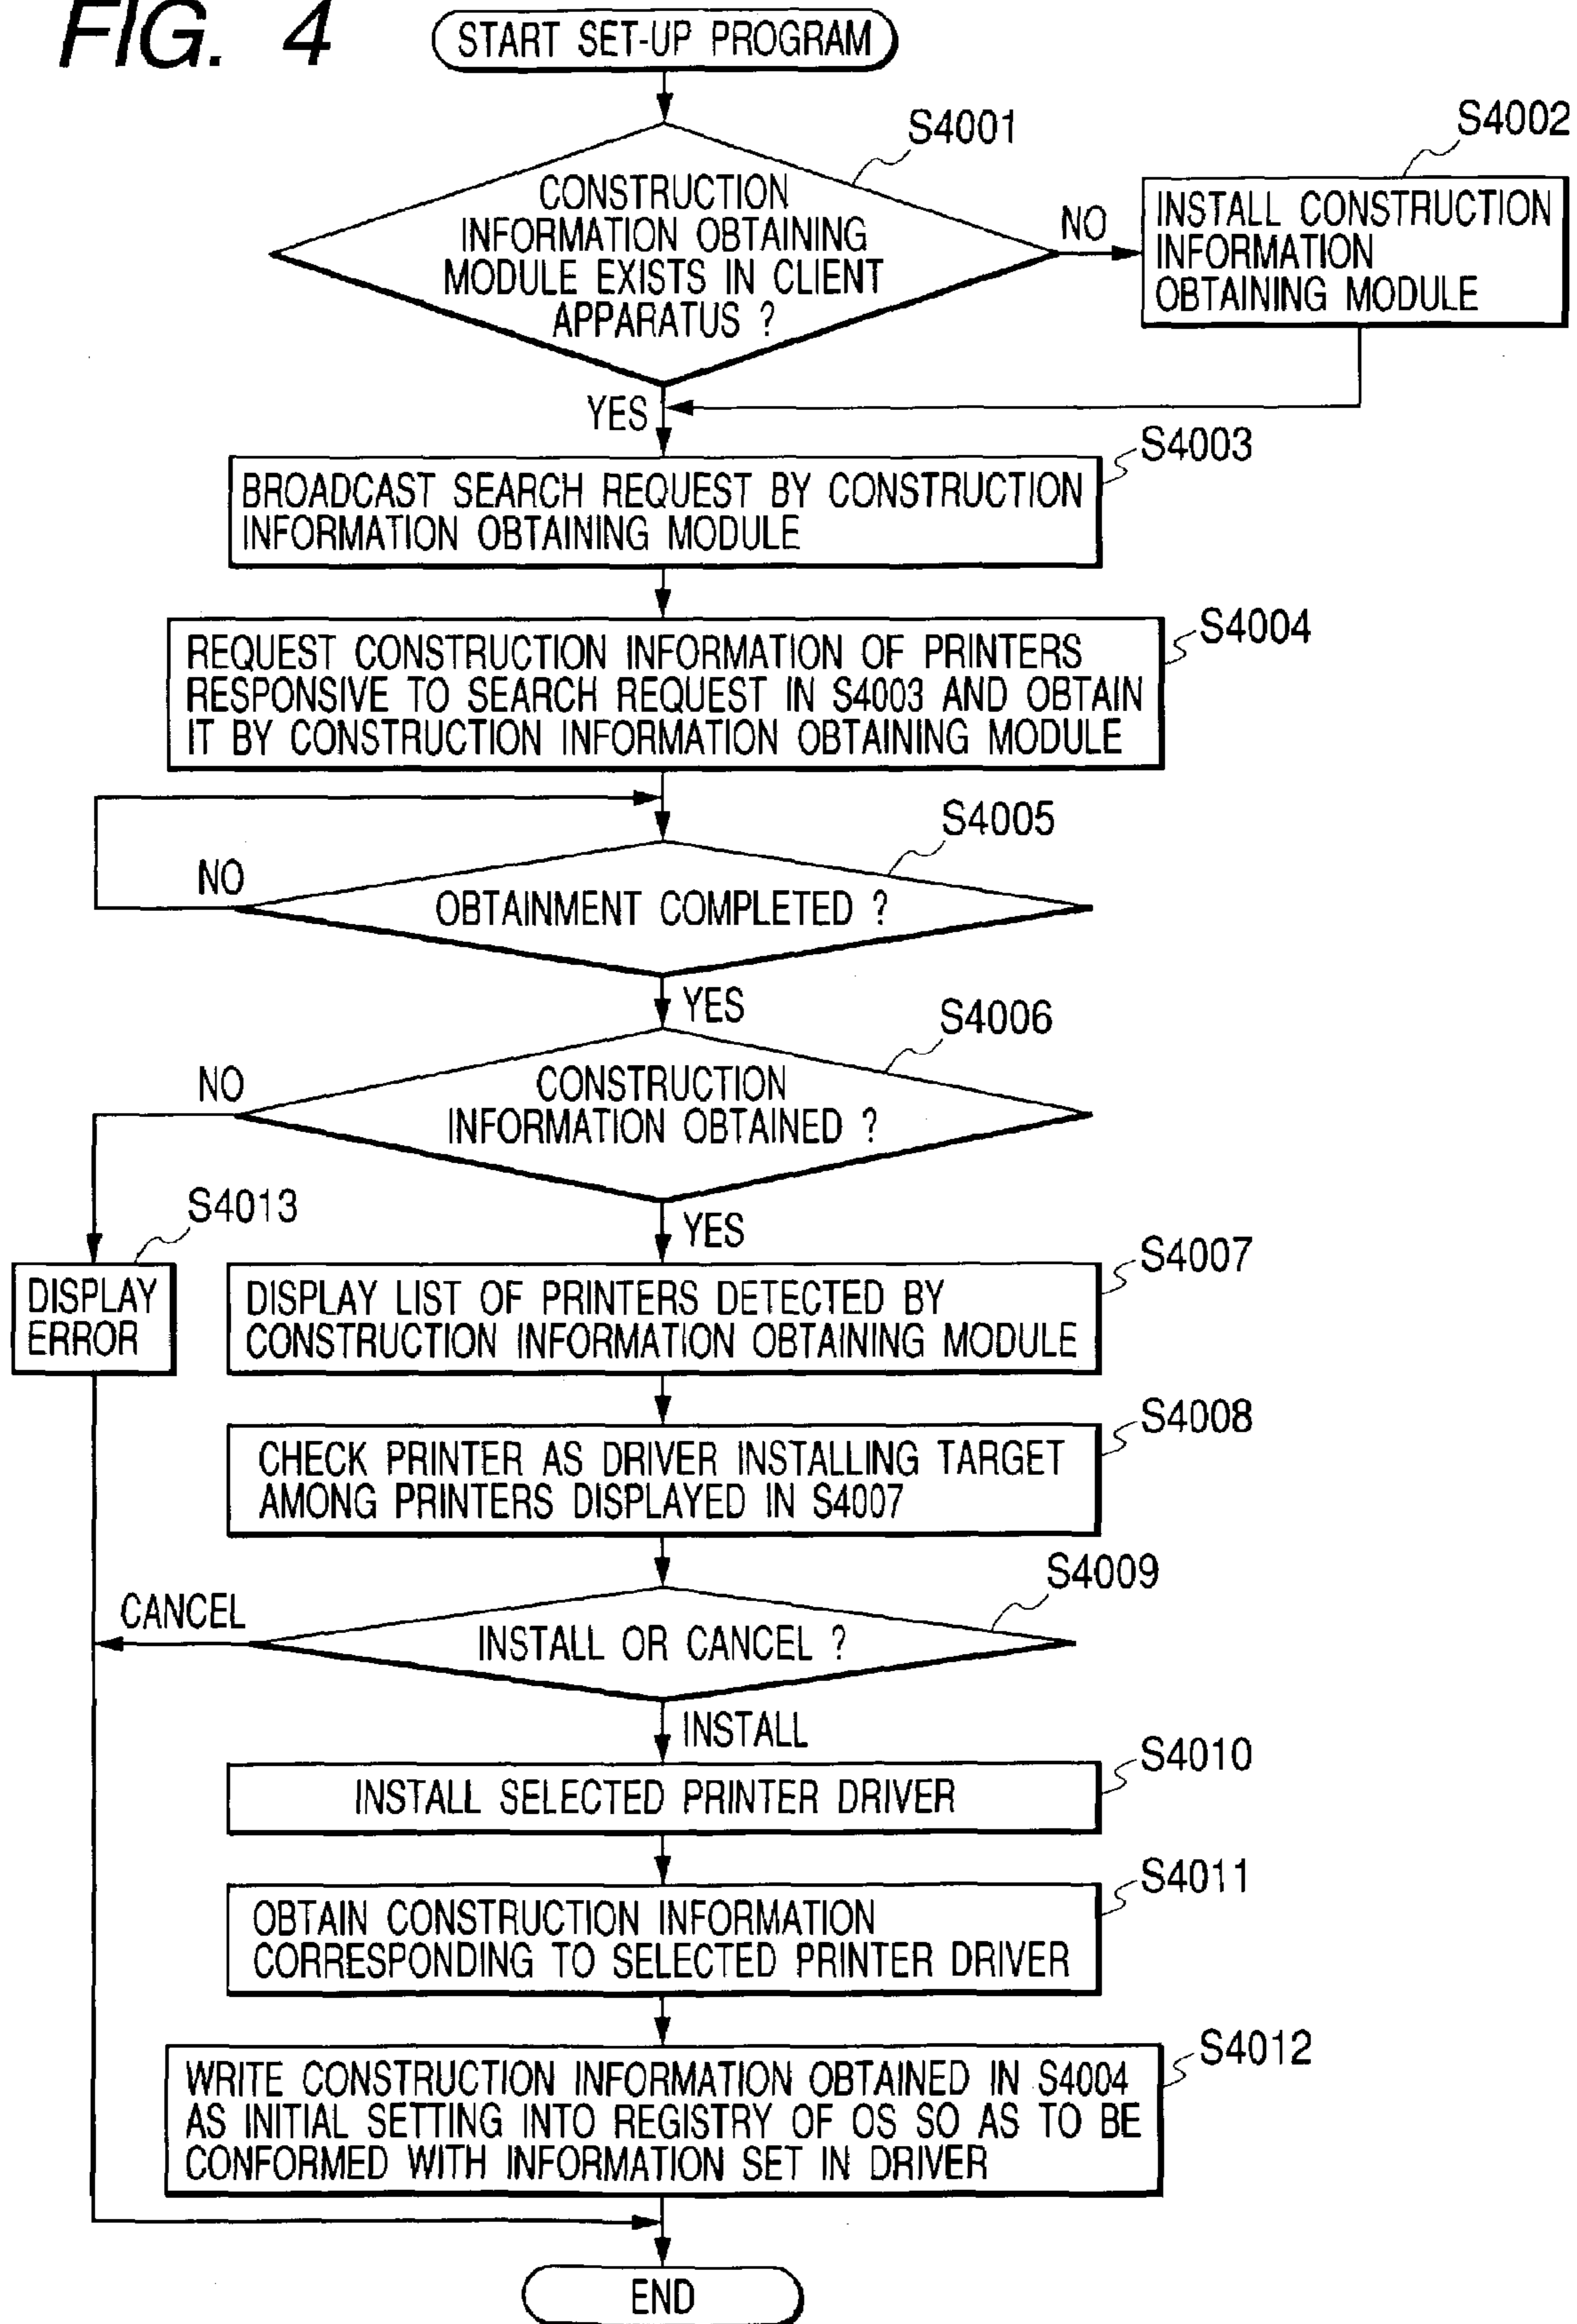 FIG. 4
START SET-UP PROGRAM
S4001
CONSTRUCTION
INFORMATION OBTAINING
MODULE EXISTS IN CLIENT
APPARATUS ?
NO
S4002
INSTALL CONSTRUCTION
INFORMATION
OBTAINING MODULE
YES
S4003
BROADCAST SEARCH REQUEST BY CONSTRUCTION
INFORMATION OBTAINING MODULE
S4004
REQUEST CONSTRUCTION INFORMATION OF PRINTERS
RESPONSIVE TO SEARCH REQUEST IN S4003 AND OBTAIN
IT BY CONSTRUCTION INFORMATION OBTAINING MODULE
S4005
NO
OBTAINMENT COMPLETED ?
YES
S4006
NO
CONSTRUCTION
INFORMATION OBTAINED ?
S4013
YES
DISPLAY
ERROR
S4007
DISPLAY LIST OF PRINTERS DETECTED BY
CONSTRUCTION INFORMATION OBTAINING MODULE
S4008
CHECK PRINTER AS DRIVER INSTALLING TARGET
AMONG PRINTERS DISPLAYED IN S4007
S4009
CANCEL
INSTALL OR CANCEL ?
INSTALL
S4010
INSTALL SELECTED PRINTER DRIVER
S4011
OBTAIN CONSTRUCTION INFORMATION
CORRESPONDING TO SELECTED PRINTER DRIVER
S4012
WRITE CONSTRUCTION INFORMATION OBTAINED IN S4004
AS INITIAL SETTING INTO REGISTRY OF OS SO AS TO BE
CONFORMED WITH INFORMATION SET IN DRIVER
END